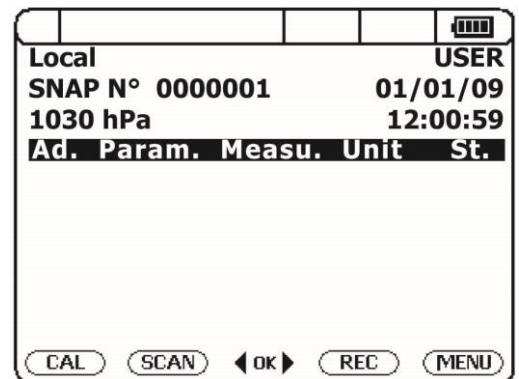 Local USER
SNAP N° 0000001 01/01/09
1030 hPa 12:00:59
Ad. Param. Measu. Unit St.
CAL SCAN OK REC MENU